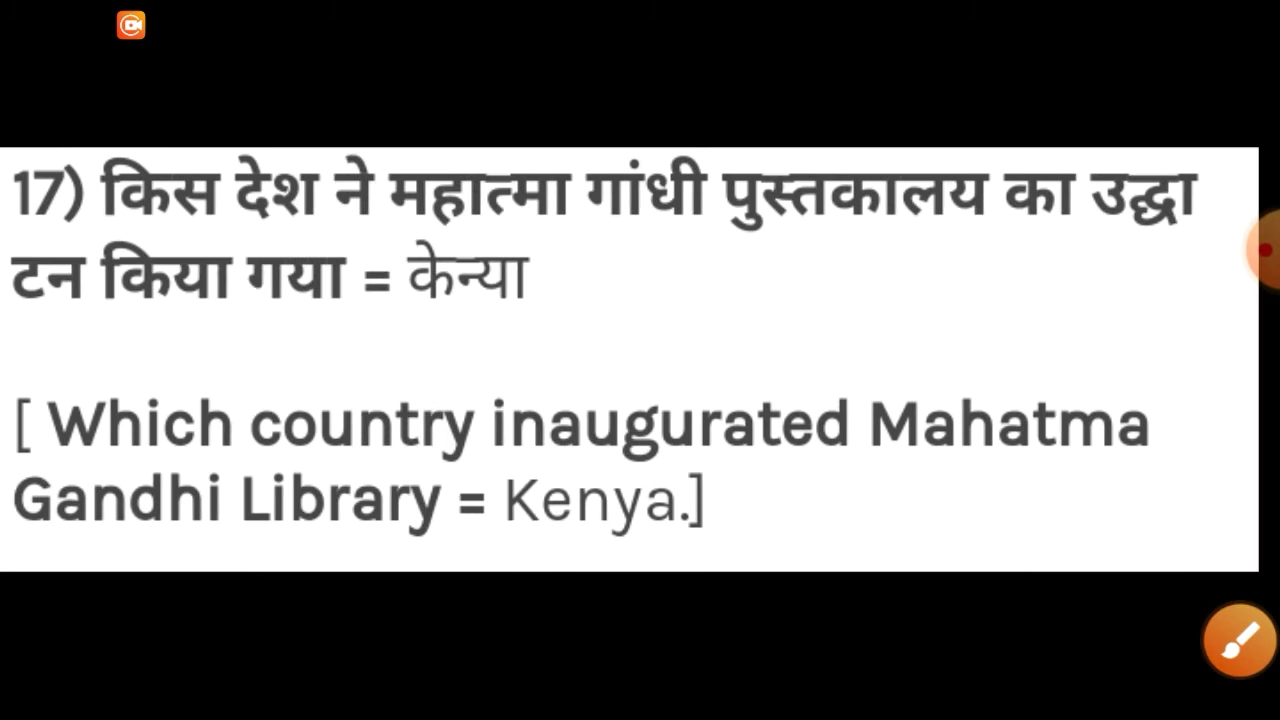 17) किस देश ने महात्मा गांधी पुस्तकालय का उद्घा
टन किया गया = केन्या
[ Which country inaugurated Mahatma
Gandhi Library = Kenya.]